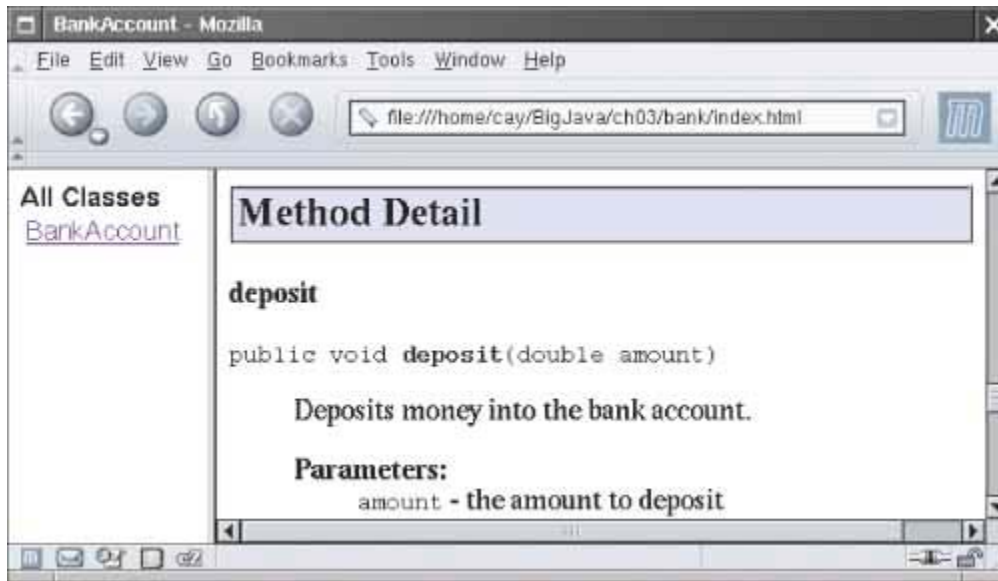 BankAccount - Mozilla
File Edit View Go Bookmarks Tools Window Help
file:///home/cay/BigJava/ch03/bank/index.html
All Classes
BankAccount
Method Detail
deposit
public void deposit(double amount)
Deposits money into the bank account.
Parameters:
amount - the amount to deposit